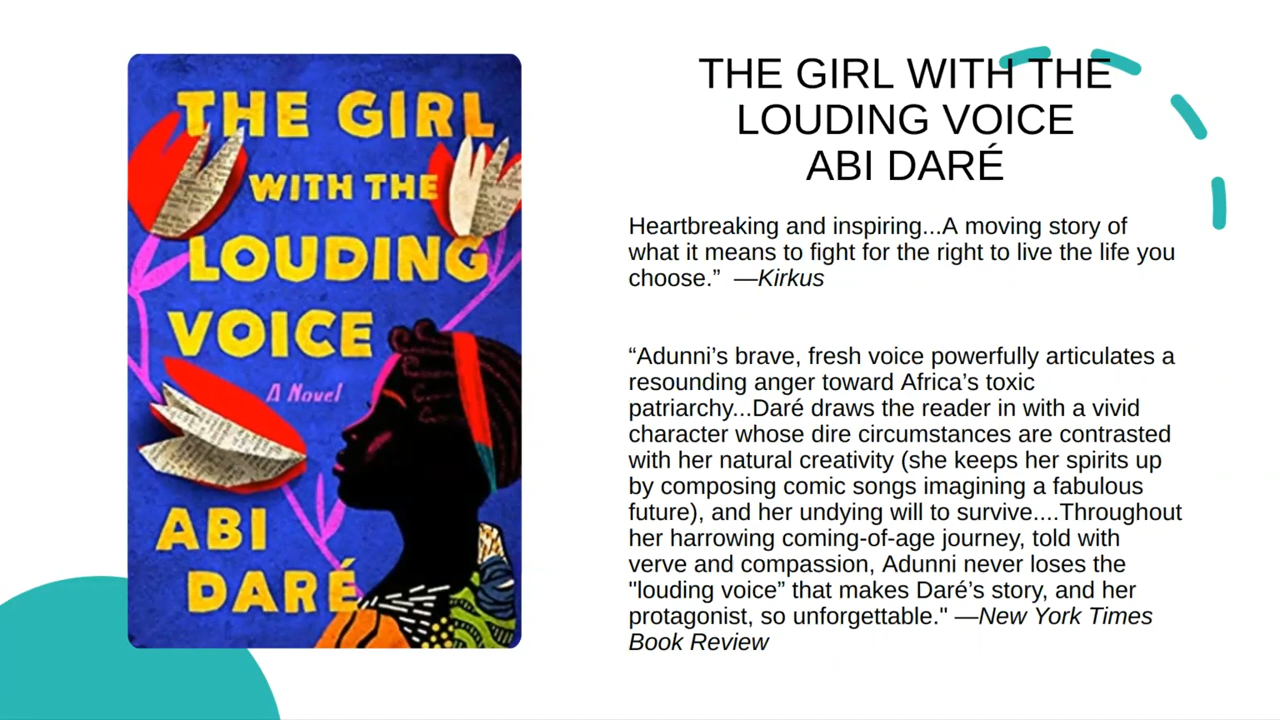 THE GIRL
WITH THE
LOUDING
VOICE
A Novel
ABI
DARÉ
THE GIRL WITH THE
LOUDING VOICE
ABI DARÉ
Heartbreaking and inspiring...A moving story of
what it means to fight for the right to live the life you
choose.” —Kirkus
“Adunni’s brave, fresh voice powerfully articulates a
resounding anger toward Africa’s toxic
patriarchy...Daré draws the reader in with a vivid
character whose dire circumstances are contrasted
with her natural creativity (she keeps her spirits up
by composing comic songs imagining a fabulous
future), and her undying will to survive....Throughout
her harrowing coming-of-age journey, told with
verve and compassion, Adunni never loses the
"louding voice” that makes Daré’s story, and her
protagonist, so unforgettable." —New York Times
Book Review